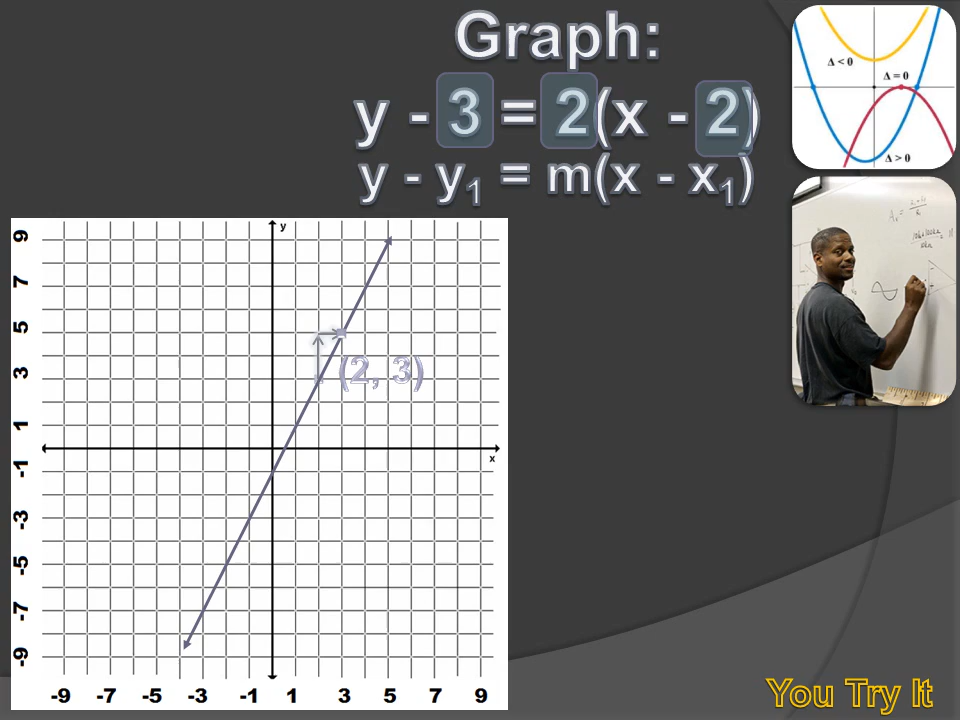 Graph:
y - 3 = 2(x - 2)
y - y₁ = m(x - x₁)
Δ < 0
Δ = 0
Δ > 0
y
9
7
5
3
1
-1
-3
-5
-7
-9
(2, 3)
x
-9 -7 -5 -3 -1 1 3 5 7 9
You Try It